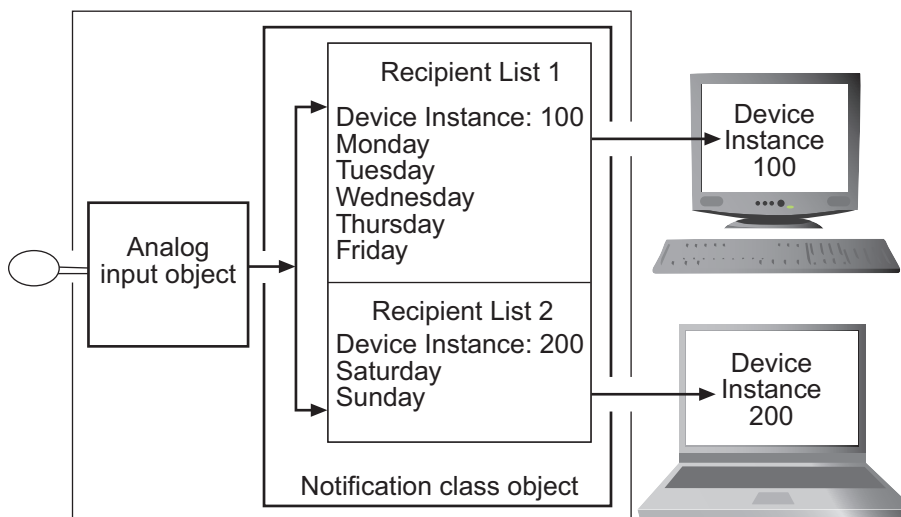 Recipient List 1
Device Instance: 100
Monday
Tuesday
Wednesday
Thursday
Friday
Device
Instance
100
Analog
input object
Recipient List 2
Device Instance: 200
Saturday
Sunday
Device
Instance
200
Notification class object